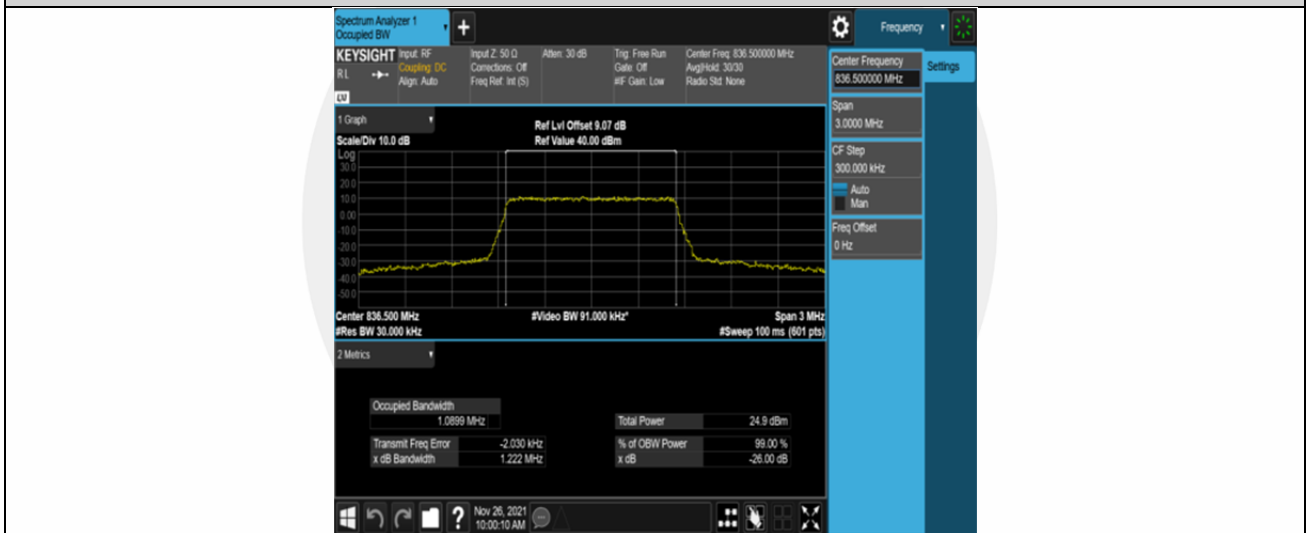 Spectrum Analyzer 1
Occupied BW
+
Frequency
KEYSIGHT
R L
LV
Input: RF
Coupling: DC
Align: Auto
Input Z: 50 Ω
Corrections: Off
Freq Ref: Int (S)
Atten: 30 dB
Trig: Free Run
Gate: Off
#IF Gain: Low
Center Freq: 836.500000 MHz
Avg|Hold: 30/30
Radio Std: None
Center Frequency
836.500000 MHz
Settings
Span
3.0000 MHz
CF Step
300.000 kHz
Auto
Man
Freq Offset
0 Hz
1 Graph
Scale/Div 10.0 dB
Ref Lvl Offset 9.07 dB
Ref Value 40.00 dBm
Log
30.0
20.0
10.0
0.00
-10.0
-20.0
-30.0
-40.0
-50.0
Center 836.500 MHz
#Video BW 91.000 kHz*
Span 3 MHz
#Res BW 30.000 kHz
#Sweep 100 ms (601 pts)
2 Metrics
Occupied Bandwidth
1.0899 MHz
Total Power 24.9 dBm
Transmit Freq Error -2.030 kHz
% of OBW Power 99.00 %
x dB Bandwidth 1.222 MHz
x dB -26.00 dB
?
Nov 26, 2021
10:00:10 AM